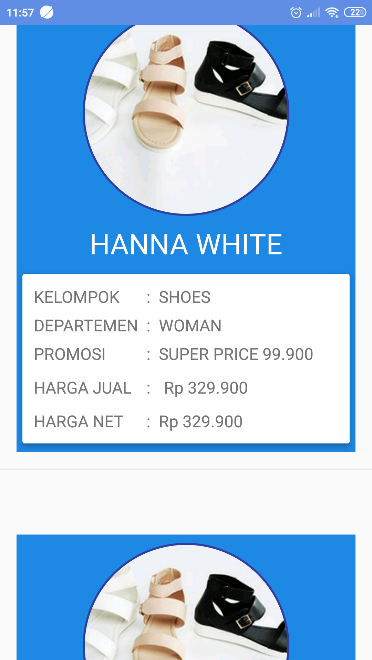 11:57
22
HANNA WHITE
KELOMPOK : SHOES
DEPARTEMEN : WOMAN
PROMOSI : SUPER PRICE 99.900
HARGA JUAL : Rp 329.900
HARGA NET : Rp 329.900